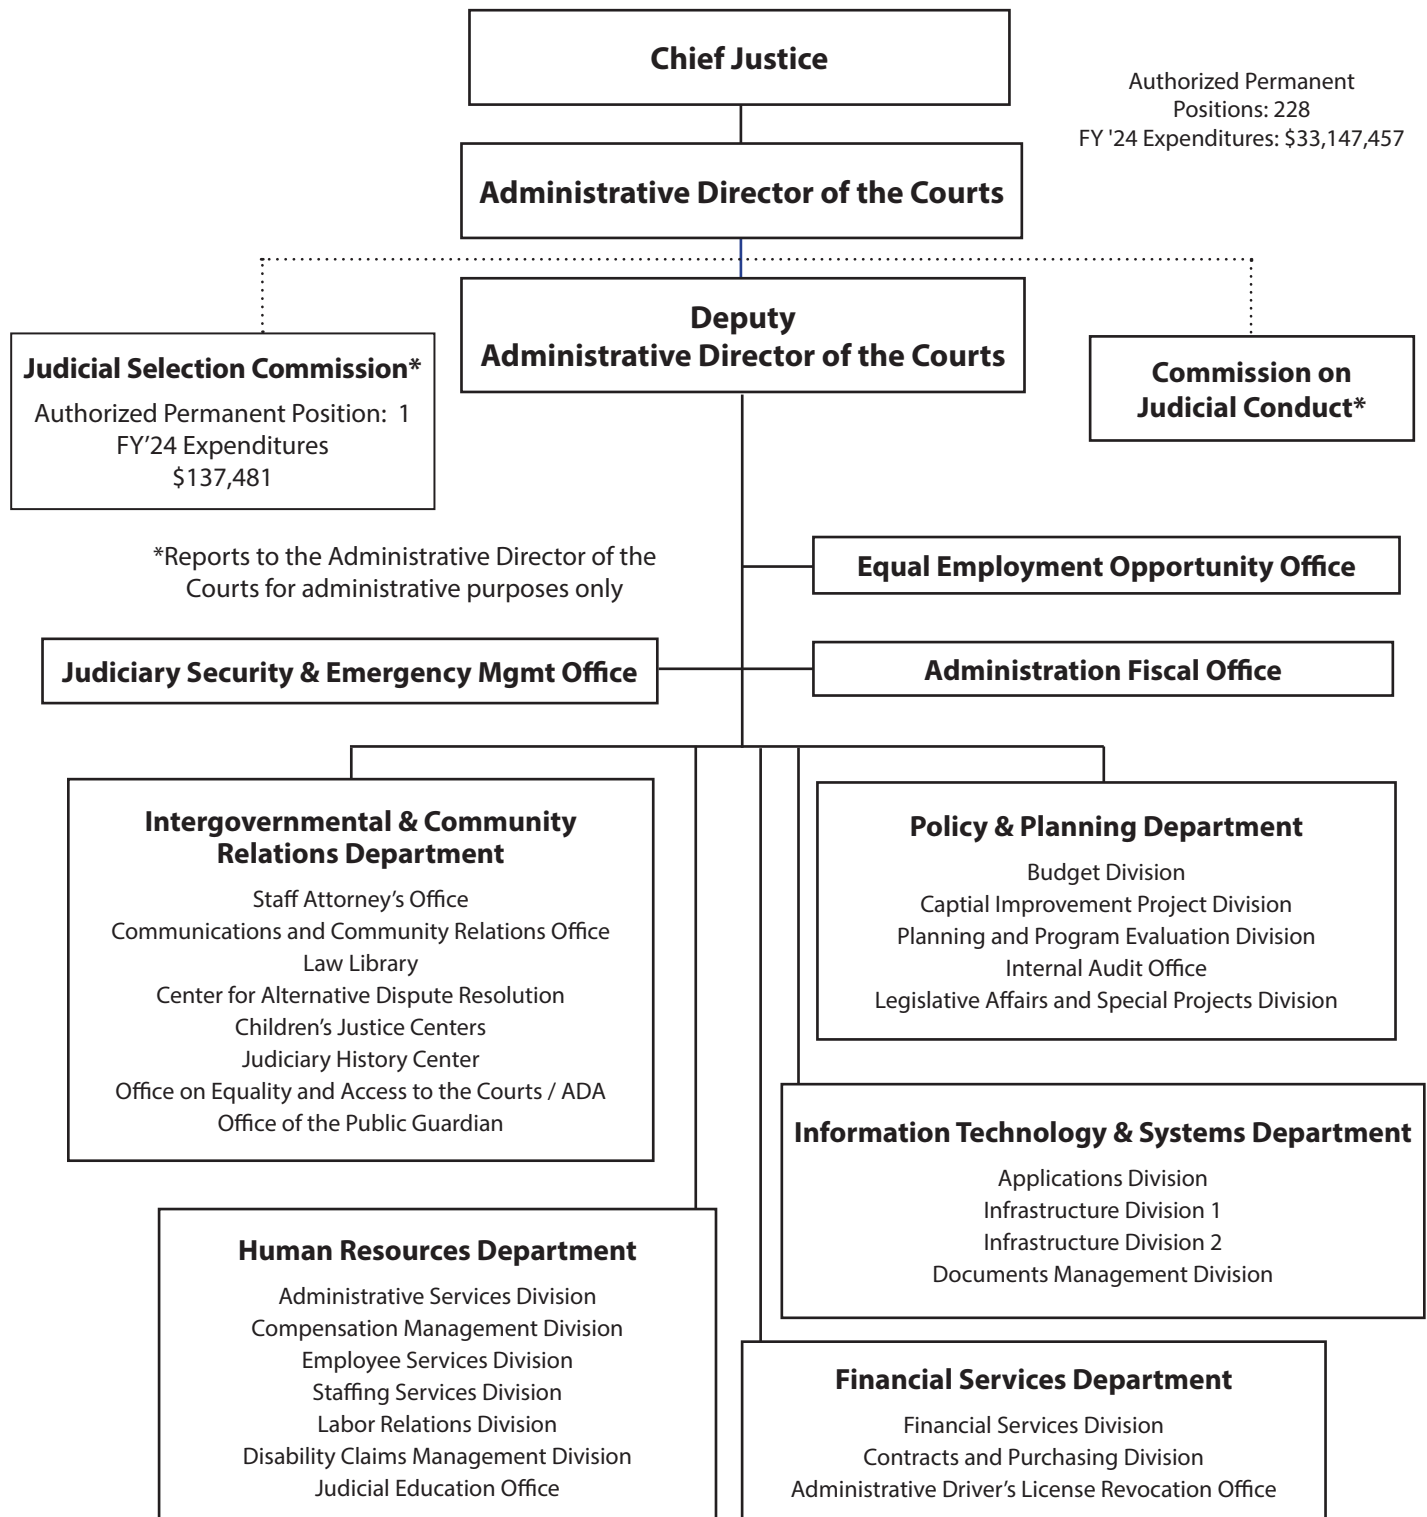 Chief Justice
Authorized Permanent
Positions: 228
FY '24 Expenditures: $33,147,457
Administrative Director of the Courts
Deputy
Administrative Director of the Courts
Judicial Selection Commission*
Authorized Permanent Position: 1
FY’24 Expenditures
$137,481
Commission on
Judicial Conduct*
*Reports to the Administrative Director of the
Courts for administrative purposes only
Equal Employment Opportunity Office
Judiciary Security & Emergency Mgmt Office
Administration Fiscal Office
Intergovernmental & Community
Relations Department
Staff Attorney’s Office
Communications and Community Relations Office
Law Library
Center for Alternative Dispute Resolution
Children’s Justice Centers
Judiciary History Center
Office on Equality and Access to the Courts / ADA
Office of the Public Guardian
Policy & Planning Department
Budget Division
Captial Improvement Project Division
Planning and Program Evaluation Division
Internal Audit Office
Legislative Affairs and Special Projects Division
Information Technology & Systems Department
Applications Division
Infrastructure Division 1
Infrastructure Division 2
Documents Management Division
Human Resources Department
Administrative Services Division
Compensation Management Division
Employee Services Division
Staffing Services Division
Labor Relations Division
Disability Claims Management Division
Judicial Education Office
Financial Services Department
Financial Services Division
Contracts and Purchasing Division
Administrative Driver’s License Revocation Office